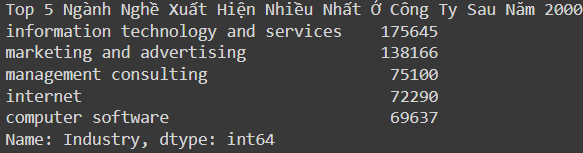 Top 5 Ngành Nghề Xuất Hiện Nhiều Nhất Ở Công Ty Sau Năm 2000
information technology and services 175645
marketing and advertising 138166
management consulting 75100
internet 72290
computer software 69637
Name: Industry, dtype: int64